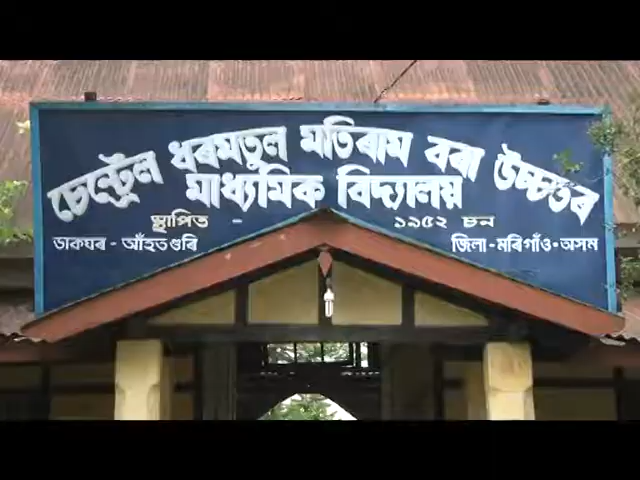 চেন্ট্রেল ধৰমতুল মতিৰাম বৰা উচ্চতৰ
মাধ্যমিক বিদ্যালয়
স্থাপিত - ১৯৫২ চন
ডাকঘৰ - আঁহতগুৰি জিলা - মৰিগাঁও - অসম